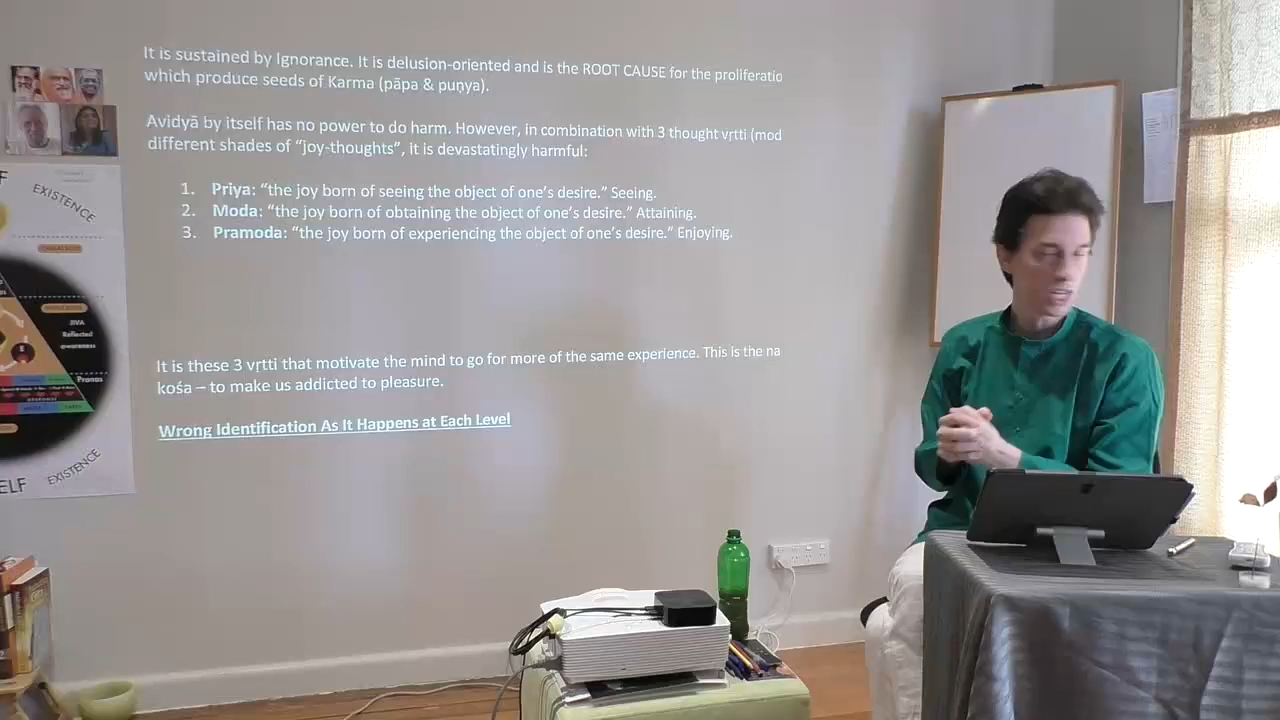 It is sustained by Ignorance. It is delusion-oriented and is the ROOT CAUSE for the proliferatio
which produce seeds of Karma (pāpa & puṇya).
Avidyā by itself has no power to do harm. However, in combination with 3 thought vṛtti (mod
different shades of “joy-thoughts”, it is devastatingly harmful:
1. Priya: “the joy born of seeing the object of one’s desire.” Seeing.
2. Moda: “the joy born of obtaining the object of one’s desire.” Attaining.
3. Pramoda: “the joy born of experiencing the object of one’s desire.” Enjoying.
It is these 3 vṛtti that motivate the mind to go for more of the same experience. This is the na
kośa – to make us addicted to pleasure.
Wrong Identification As It Happens at Each Level
F
EXISTENCE
JIVA
Reflected
awareness
Pranas
EXISTENCE
ELF